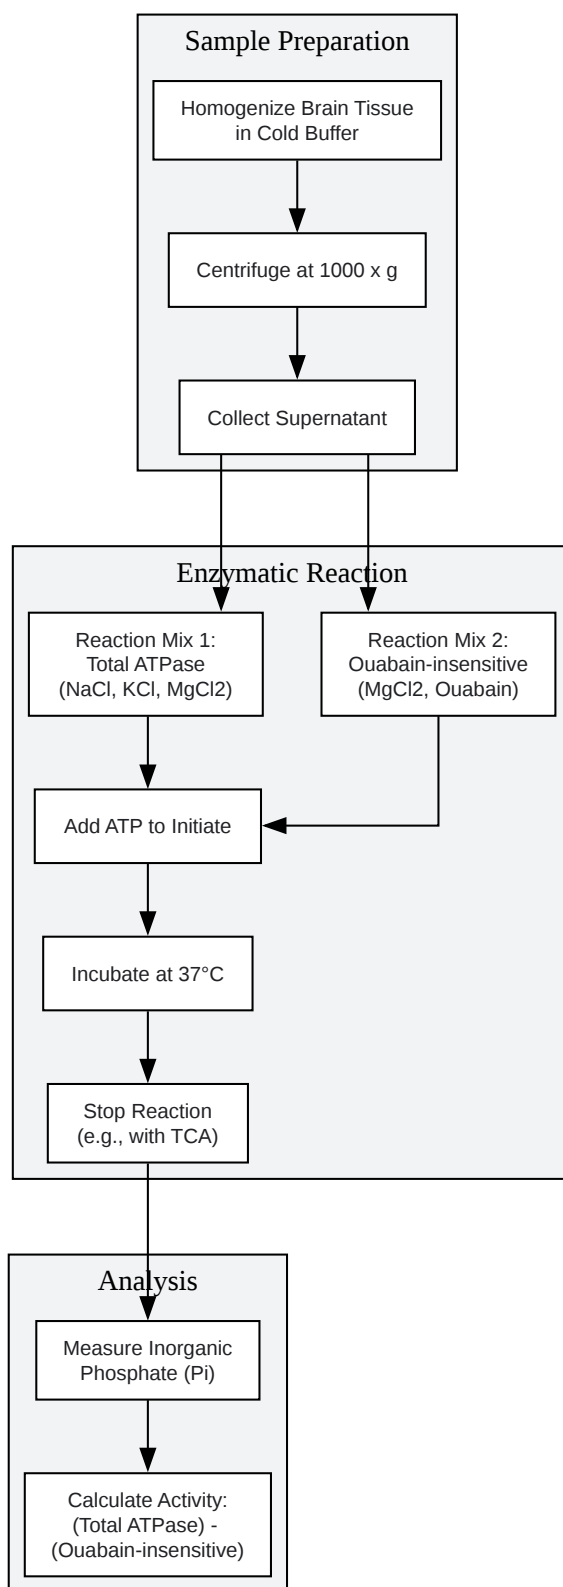 Sample Preparation
Homogenize Brain Tissue
in Cold Buffer
Centrifuge at 1000 x g
Collect Supernatant
Enzymatic Reaction
Reaction Mix 1:
Total ATPase
(NaCl, KCl, MgCl2)
Reaction Mix 2:
Ouabain-insensitive
(MgCl2, Ouabain)
Add ATP to Initiate
Incubate at 37°C
Stop Reaction
(e.g., with TCA)
Analysis
Measure Inorganic
Phosphate (Pi)
Calculate Activity:
(Total ATPase) -
(Ouabain-insensitive)